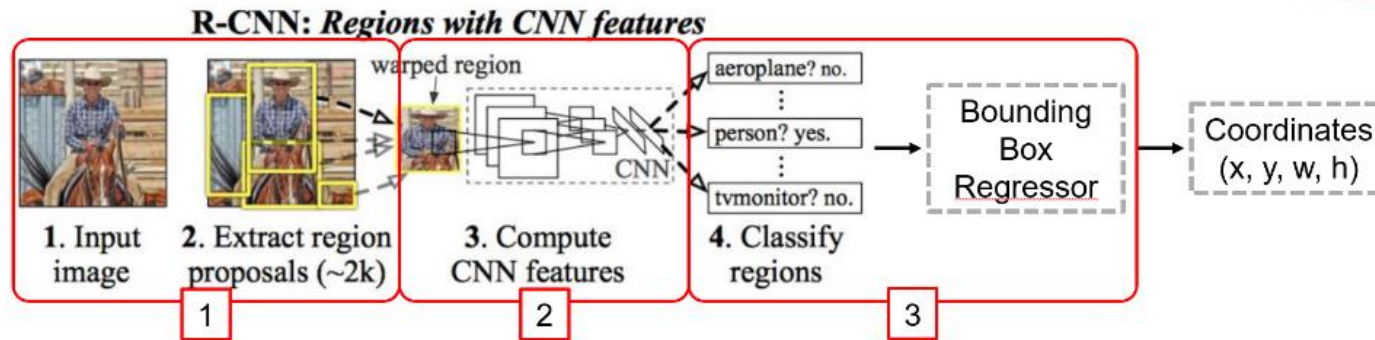 R-CNN: Regions with CNN features
warped region
aeroplane? no.
person? yes.
tvmonitor? no.
CNN
Bounding
Box
Regressor
Coordinates
(x, y, w, h)
1. Input
image
2. Extract region
proposals (~2k)
3. Compute
CNN features
4. Classify
regions
1
2
3